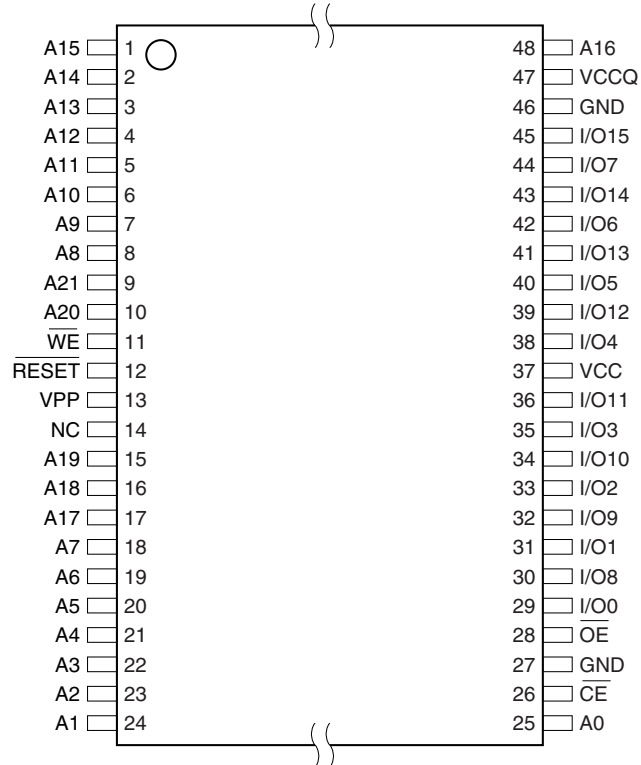 A15 1 48 A16
A14 2 47 VCCQ
A13 3 46 GND
A12 4 45 I/O15
A11 5 44 I/O7
A10 6 43 I/O14
A9 7 42 I/O6
A8 8 41 I/O13
A21 9 40 I/O5
A20 10 39 I/O12
W̅E̅ 11 38 I/O4
R̅E̅S̅E̅T̅ 12 37 VCC
VPP 13 36 I/O11
NC 14 35 I/O3
A19 15 34 I/O10
A18 16 33 I/O2
A17 17 32 I/O9
A7 18 31 I/O1
A6 19 30 I/O8
A5 20 29 I/O0
A4 21 28 O̅E̅
A3 22 27 GND
A2 23 26 C̅E̅
A1 24 25 A0